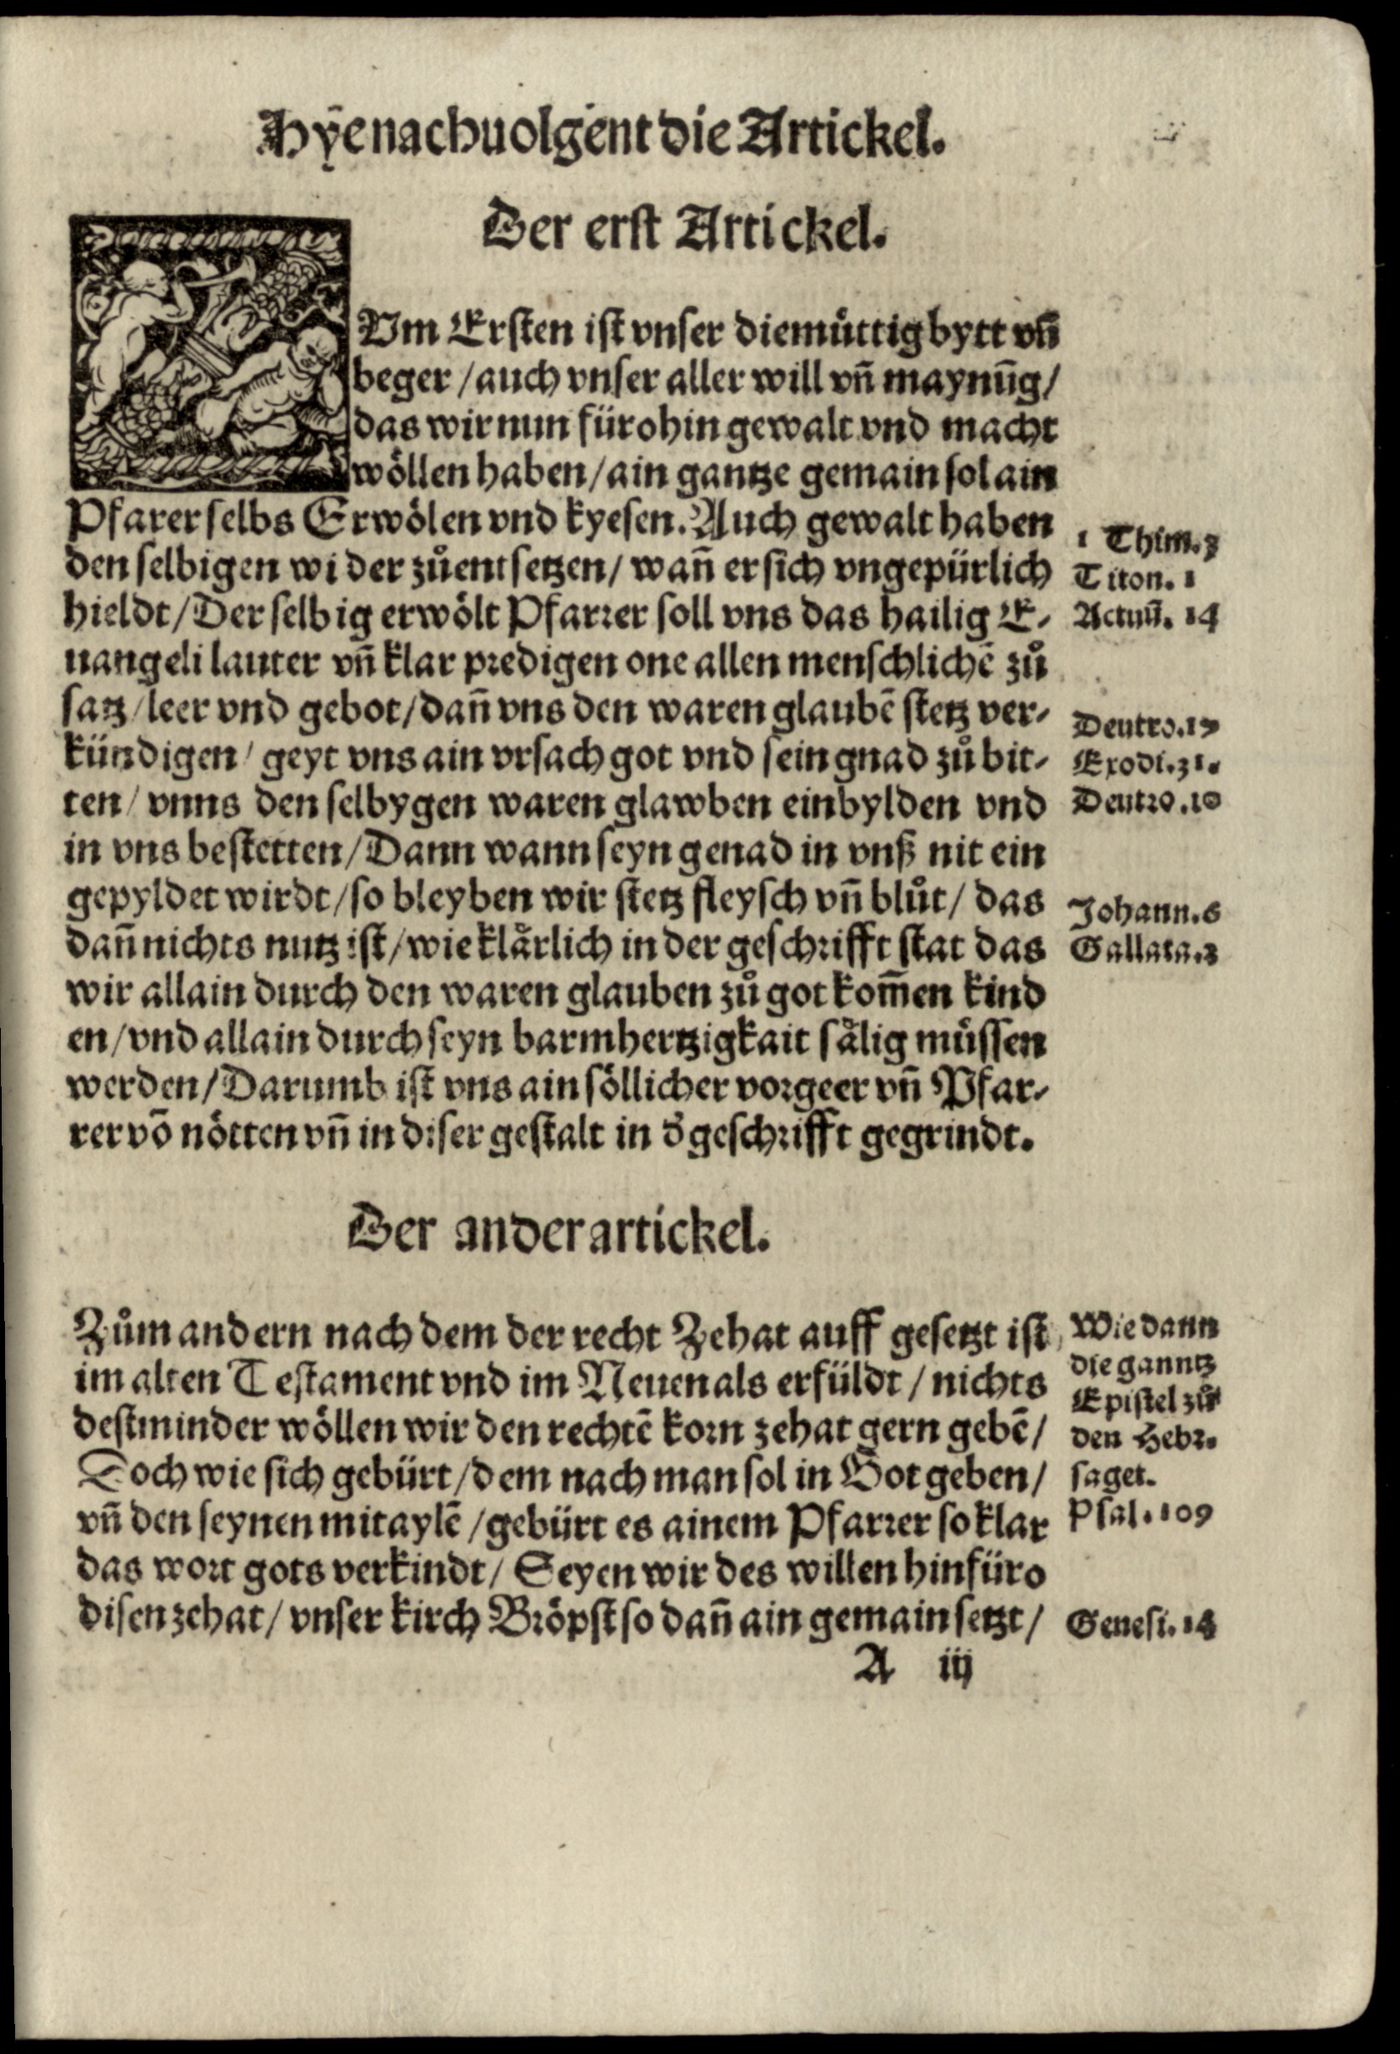 Hye nachuolgent die Artickel.
Der erst Artickel.
Vm Ersten ist vnser diemüttig bytt vñ
beger / auch vnser aller will vñ maynũg /
das wir nun fürohin gewalt vnd macht
wöllen haben / ain gantze gemain sol ain
Pfarer selbs Erwölen vnd kyesen. Auch gewalt haben
den selbigen wi der zůentsetzen / wañ er sich vngepürlich
hieldt / Der selbig erwölt Pfarrer soll vns das hailig E-
uangeli lauter vñ klar predigen one allen menschlichẽ zů
satz / leer vnd gebot / dañ vns den waren glaubẽ stetz ver-
kündigen / geyt vns ain vrsach got vnd sein gnad zů bit-
ten / vnns den selbygen waren glawben einbylden vnd
in vns bestetten / Dann wann seyn genad in vnß nit ein
gepyldet wirdt / so bleyben wir stetz fleysch vñ blůt / das
dañ nichts nutz ist / wie klärlich in der geschrifft stat das
wir allain durch den waren glauben zů got kom̃en kind
en / vnd allain durch seyn barmhertzigkait sälig müssen
werden / Darumb ist vns ain söllicher vorgeer vñ Pfar-
rer võ nötten vñ in diser gestalt in d̓ geschrifft gegrindt.
1 Thim. 3
Titon. 1
Actuũ. 14
Deutro. 17
Exodi. 31.
Deutro. 10
Johann. 6
Gallata. 2
Der ander artickel.
Zům andern nach dem der recht Zehat auff gesetzt ist
im alten Testament vnd im Neuen als erfüldt / nichts
destminder wöllen wir den rechtẽ korn zehat gern gebẽ /
Doch wie sich gebürt / dem nach man sol in Got geben /
vñ den seynen mitaylẽ / gebürt es ainem Pfarrer so klar
das wort gots verkindt / Seyen wir des willen hinfüro
disen zehat / vnser kirch Bröpst so dañ ain gemain setzt /
Wie dann
die ganntz
Epistel zů
den Hebr.
saget.
Psal. 109
Genesi. 14
A iij